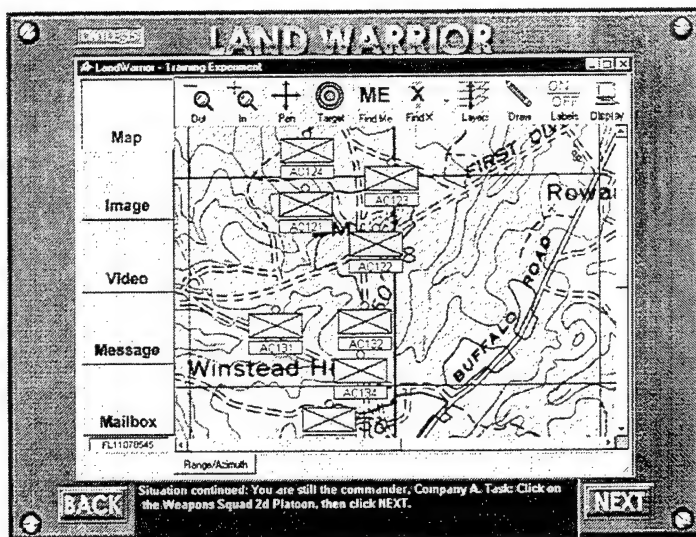 LAND WARRIOR
LandWarrior - Training Experiment
Out In Pan Target Find Me Find X Layers Draw Labels Display
ME X ON OFF
Map
Image
Video
Message
Mailbox
FL11078545
AC124
AC123
AC121
AC122
AC131
AC132
AC134
FIRST
Rowa
BUFFALO ROAD
Winstead Hi
Range/Azimuth
BACK
Situation continued: You are still the commander, Company A. Task: Click on
the Weapons Squad 2d Platoon, then click NEXT.
NEXT